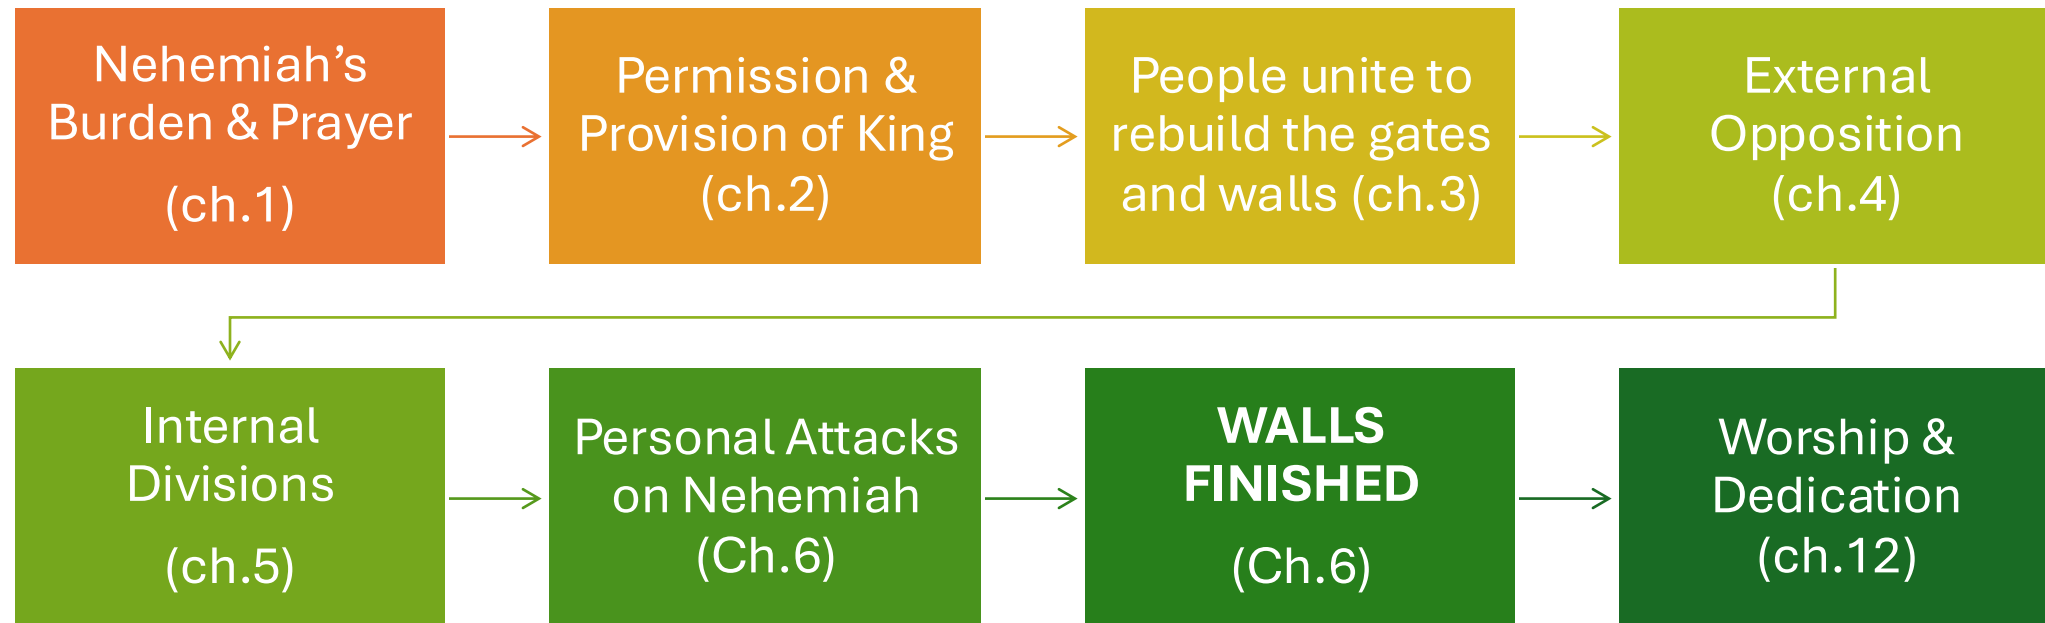 Nehemiah’s
Burden & Prayer
(ch.1)
Permission &
Provision of King
(ch.2)
People unite to
rebuild the gates
and walls (ch.3)
External
Opposition
(ch.4)
Internal
Divisions
(ch.5)
Personal Attacks
on Nehemiah
(Ch.6)
WALLS
FINISHED
(Ch.6)
Worship &
Dedication
(ch.12)